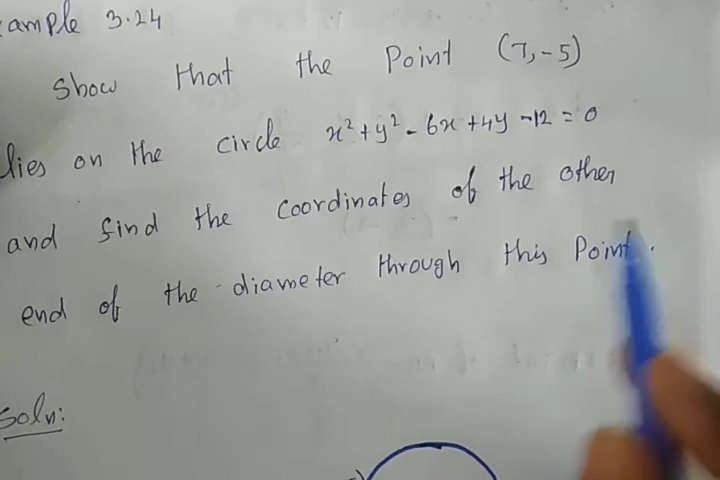 ample 3.24
Show that the Point (7,-5)
lies on the circle x² + y² - 6x + 4y - 12 = 0
and find the coordinates of the other
end of the diameter through this Point.
Soln: